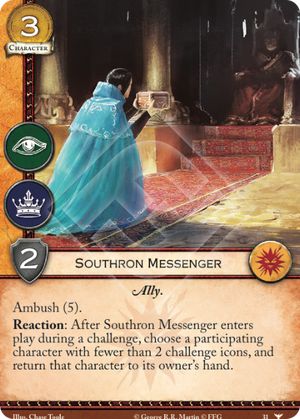 3
CHARACTER
2
SOUTHRON MESSENGER
Ally.
Ambush (5).
Reaction: After Southron Messenger enters
play during a challenge, choose a participating
character with fewer than 2 challenge icons, and
return that character to its owner's hand.
Illus. Chase Toole © George R.R. Martin © FFG 11